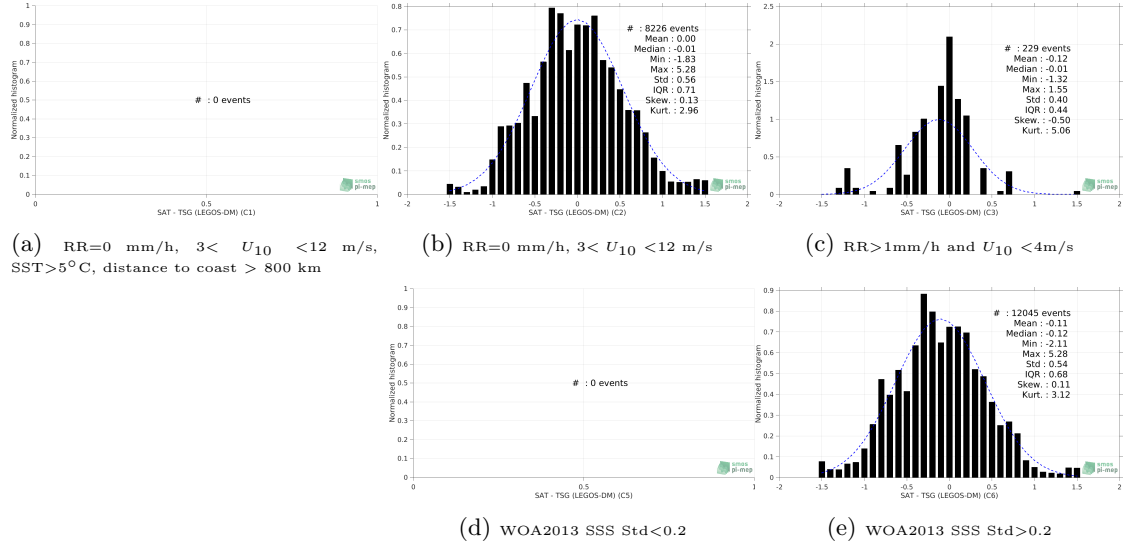 1
0.9
0.8
0.7
0.6
0.5
0.4
0.3
0.2
0.1
0
0
0.5
1
Normalized histogram
# : 0 events
SAT - TSG (LEGOS-DM) (C1)
smos
pi-mep
(a) RR=0 mm/h, 3< U10 <12 m/s,
SST>5°C, distance to coast > 800 km
0.8
0.7
0.6
0.5
0.4
0.3
0.2
0.1
0
-2
-1.5
-1
-0.5
0
0.5
1
1.5
2
Normalized histogram
# : 8226 events
Mean : 0.00
Median : -0.01
Min : -1.83
Max : 5.28
Std : 0.56
IQR : 0.71
Skew. : 0.13
Kurt. : 2.96
SAT - TSG (LEGOS-DM) (C2)
smos
pi-mep
(b) RR=0 mm/h, 3< U10 <12 m/s
2.5
2
1.5
1
0.5
0
-2
-1.5
-1
-0.5
0
0.5
1
1.5
2
Normalized histogram
# : 229 events
Mean : -0.12
Median : -0.01
Min : -1.32
Max : 1.55
Std : 0.40
IQR : 0.44
Skew. : -0.50
Kurt. : 5.06
SAT - TSG (LEGOS-DM) (C3)
smos
pi-mep
(c) RR>1mm/h and U10 <4m/s
1
0.9
0.8
0.7
0.6
0.5
0.4
0.3
0.2
0.1
0
0
0.5
1
Normalized histogram
# : 0 events
SAT - TSG (LEGOS-DM) (C5)
smos
pi-mep
(d) WOA2013 SSS Std<0.2
0.9
0.8
0.7
0.6
0.5
0.4
0.3
0.2
0.1
0
-2
-1.5
-1
-0.5
0
0.5
1
1.5
2
Normalized histogram
# : 12045 events
Mean : -0.11
Median : -0.12
Min : -2.11
Max : 5.28
Std : 0.54
IQR : 0.68
Skew. : 0.11
Kurt. : 3.12
SAT - TSG (LEGOS-DM) (C6)
smos
pi-mep
(e) WOA2013 SSS Std>0.2